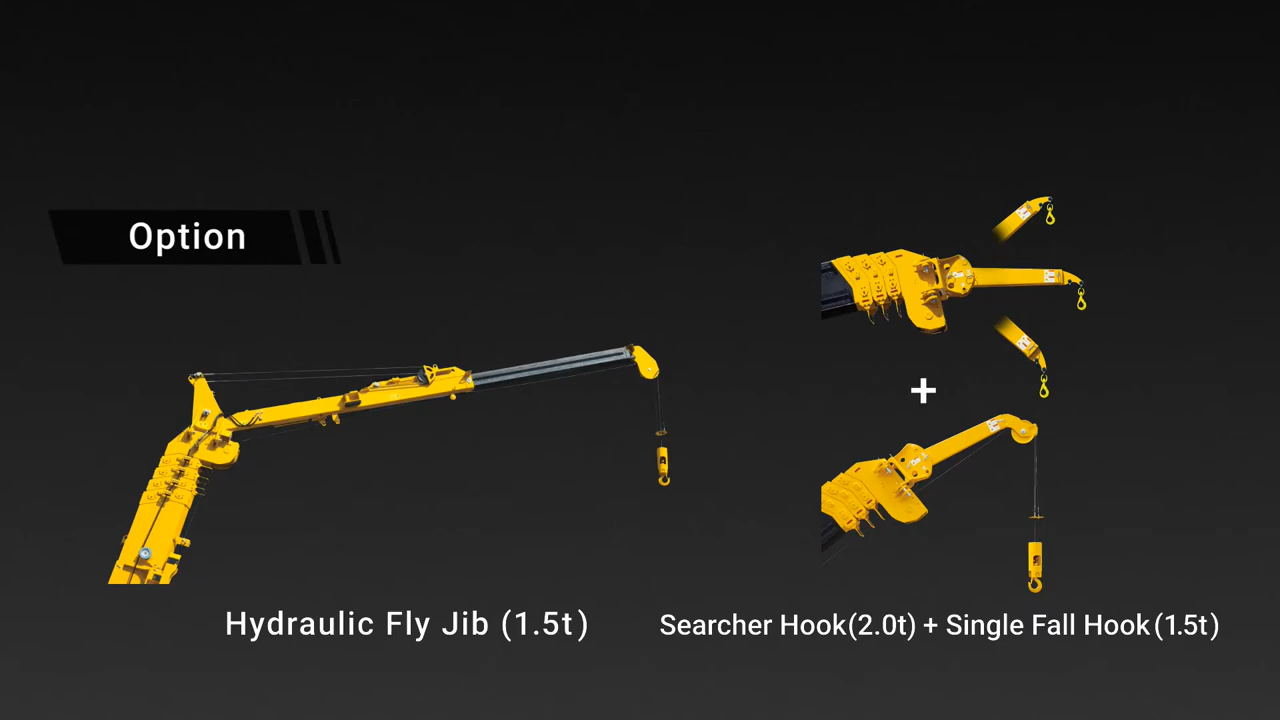 Option
+
Hydraulic Fly Jib (1.5t)
Searcher Hook(2.0t) + Single Fall Hook(1.5t)